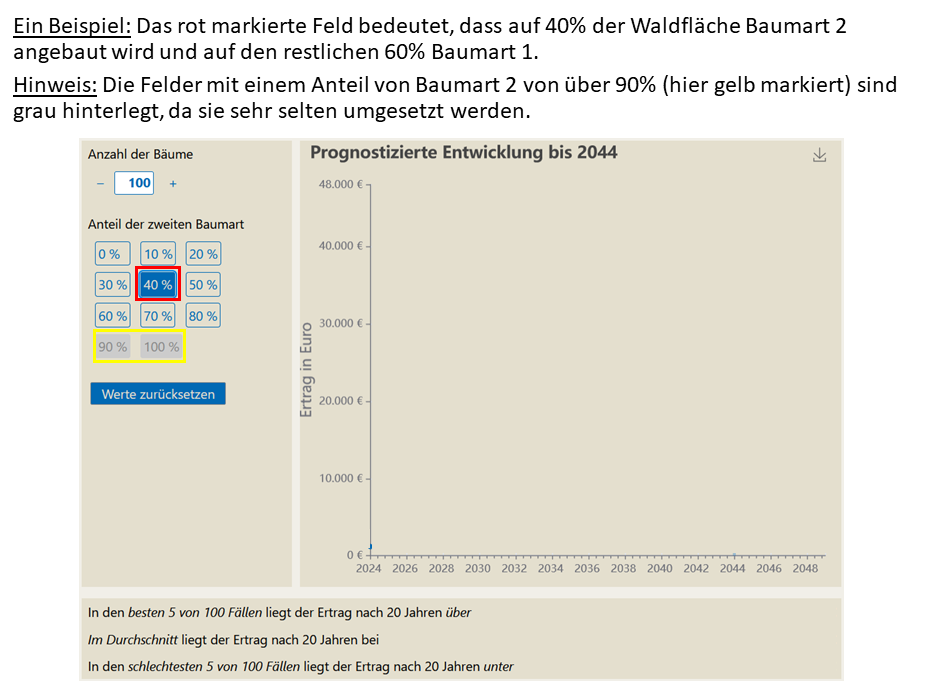 Ein Beispiel: Das rot markierte Feld bedeutet, dass auf 40% der Waldfläche Baumart 2
angebaut wird und auf den restlichen 60% Baumart 1.
Hinweis: Die Felder mit einem Anteil von Baumart 2 von über 90% (hier gelb markiert) sind
grau hinterlegt, da sie sehr selten umgesetzt werden.
Anzahl der Bäume
− 100 +
Anteil der zweiten Baumart
0 % 10 % 20 %
30 % 40 % 50 %
60 % 70 % 80 %
90 % 100 %
Werte zurücksetzen
Prognostizierte Entwicklung bis 2044
Ertrag in Euro
48.000 €
40.000 €
30.000 €
20.000 €
10.000 €
0 €
2024 2026 2028 2030 2032 2034 2036 2038 2040 2042 2044 2046 2048
In den besten 5 von 100 Fällen liegt der Ertrag nach 20 Jahren über
Im Durchschnitt liegt der Ertrag nach 20 Jahren bei
In den schlechtesten 5 von 100 Fällen liegt der Ertrag nach 20 Jahren unter